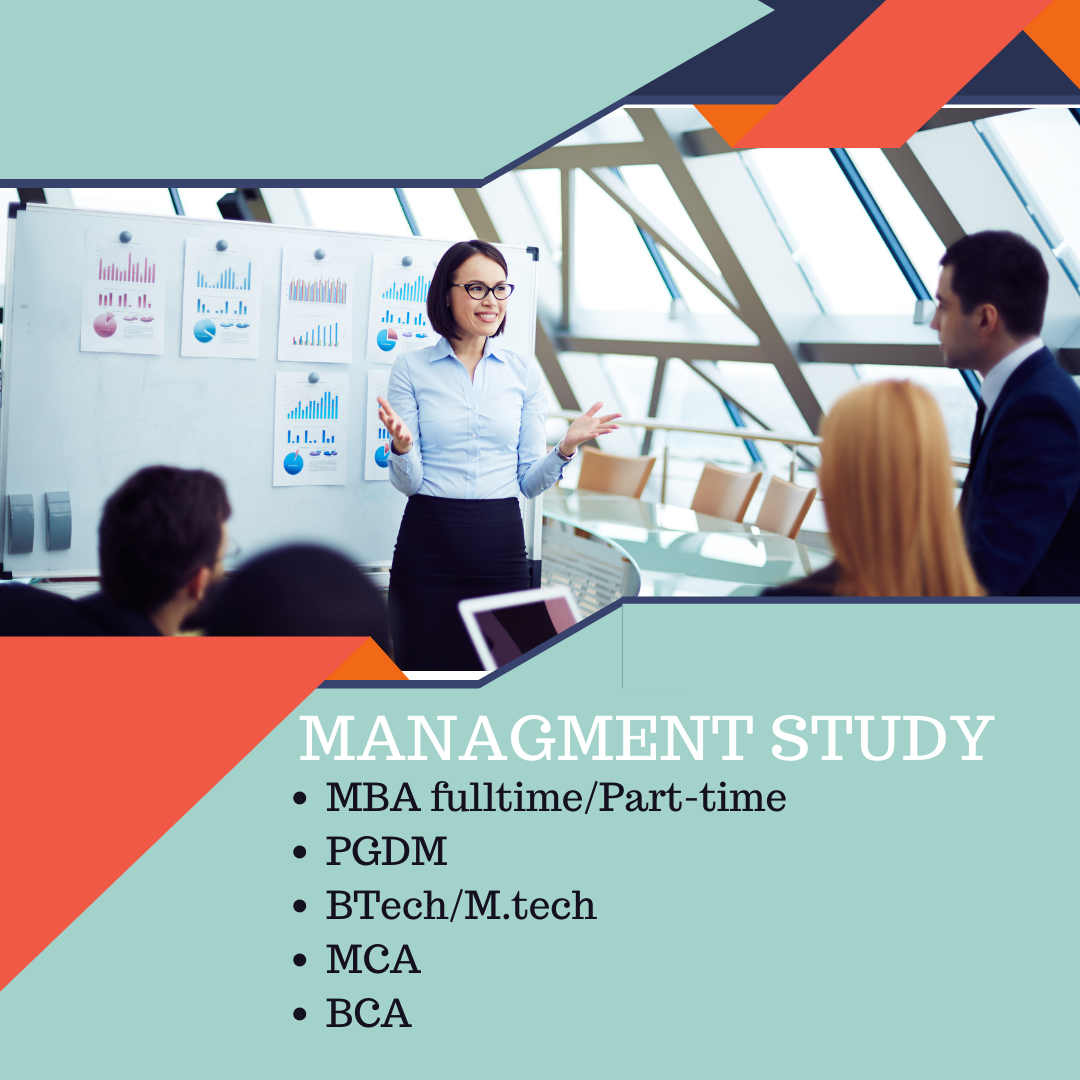 MANAGMENT STUDY
MBA fulltime/Part-time
PGDM
BTech/M.tech
MCA
BCA